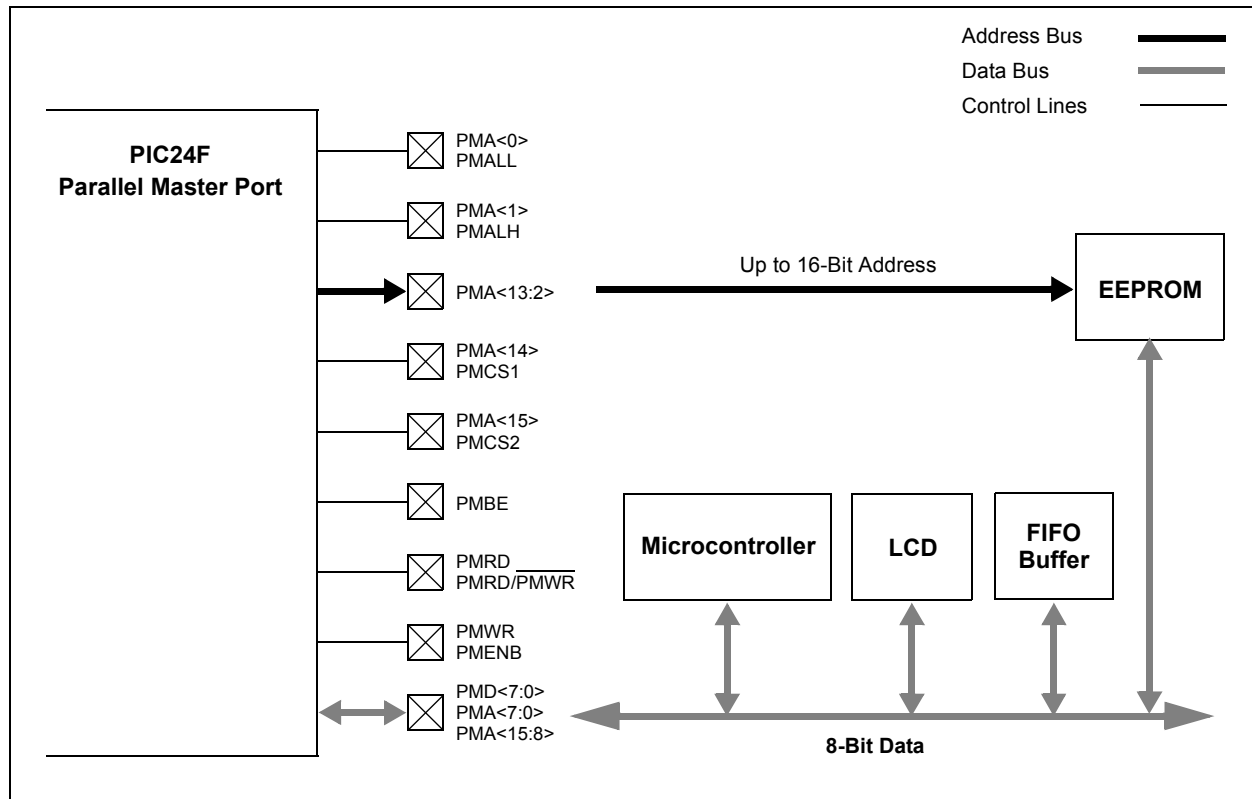 Address Bus
Data Bus
Control Lines
PIC24F
Parallel Master Port
PMA<0>
PMALL
PMA<1>
PMALH
PMA<13:2>
Up to 16-Bit Address
EEPROM
PMA<14>
PMCS1
PMA<15>
PMCS2
PMBE
Microcontroller
LCD
FIFO
Buffer
PMRD
PMRD/PMWR
PMWR
PMENB
PMD<7:0>
PMA<7:0>
PMA<15:8>
8-Bit Data